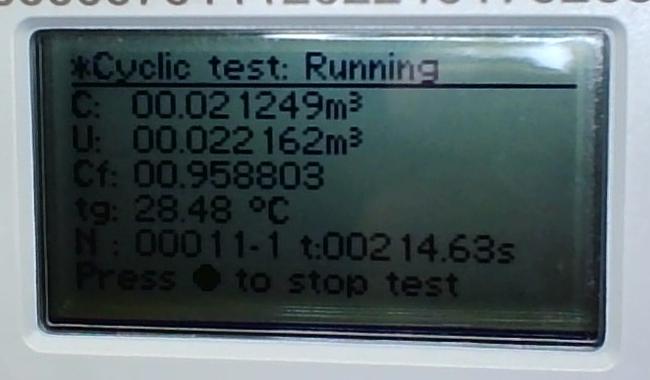 *Cyclic test: Running
C: 00.021249m³
U: 00.022162m³
Cf: 00.958803
tg: 28.48 °C
N : 00011-1 t:00214.63s
Press ● to stop test